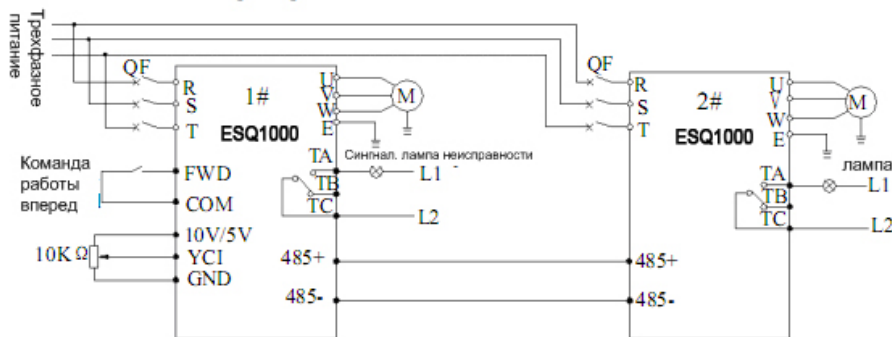 Трехфазное
питание
QF
R
S
T
1#
ESQ1000
U
V
W
E
M
Команда
работы
вперед
FWD
COM
10V/5V
10K Ω
YCI
GND
TA
TB
TC
Сингнал. лампа неисправности
L1
L2
485+
485-
QF
R
S
T
2#
ESQ1000
U
V
W
E
M
TA
TB
TC
лампа
L1
L2
485+
485-